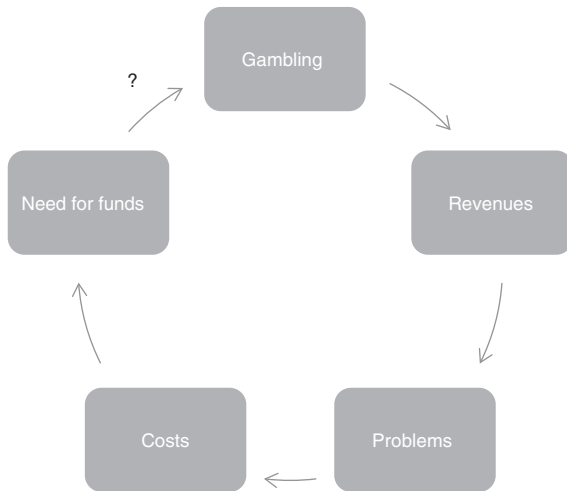 Gambling
?
Need for funds
Revenues
Costs
Problems